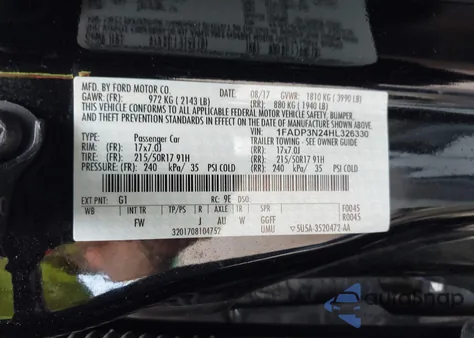 MFD. BY FORD MOTOR CO.
08/17 GVWR: 1810 KG ( 3990 LB)
GAWR: (FR): 972 KG ( 2143 LB) (RR): 880 KG ( 1940 LB)
THIS VEHICLE CONFORMS TO ALL APPLICABLE FEDERAL MOTOR VEHICLE SAFETY, BUMPER,
AND THEFT PREVENTION STANDARDS IN EFFECT ON THE DATE OF MANUFACTURE SHOWN ABOVE.
VIN: 1FADP3N24HL326330
TYPE: Passenger Car TRAILER TOWING - SEE OWNER GUIDE
RIM: (FR): 17x7.0J (RR): 17x7.0J
TIRE: (FR): 215/50R17 91H (RR): 215/50R17 91H
PRESSURE: (FR): 240 kPa/ 35 PSI COLD (RR): 240 kPa/ 35 PSI COLD
EXT PNT: G1 RC: 9E DSO F0045
WB INT TR TP/PS R AXLE TR SPR R0045
FW J AU W GGFF
3201708104752 UMU 5U5A-3520472-AA
AutoSnap